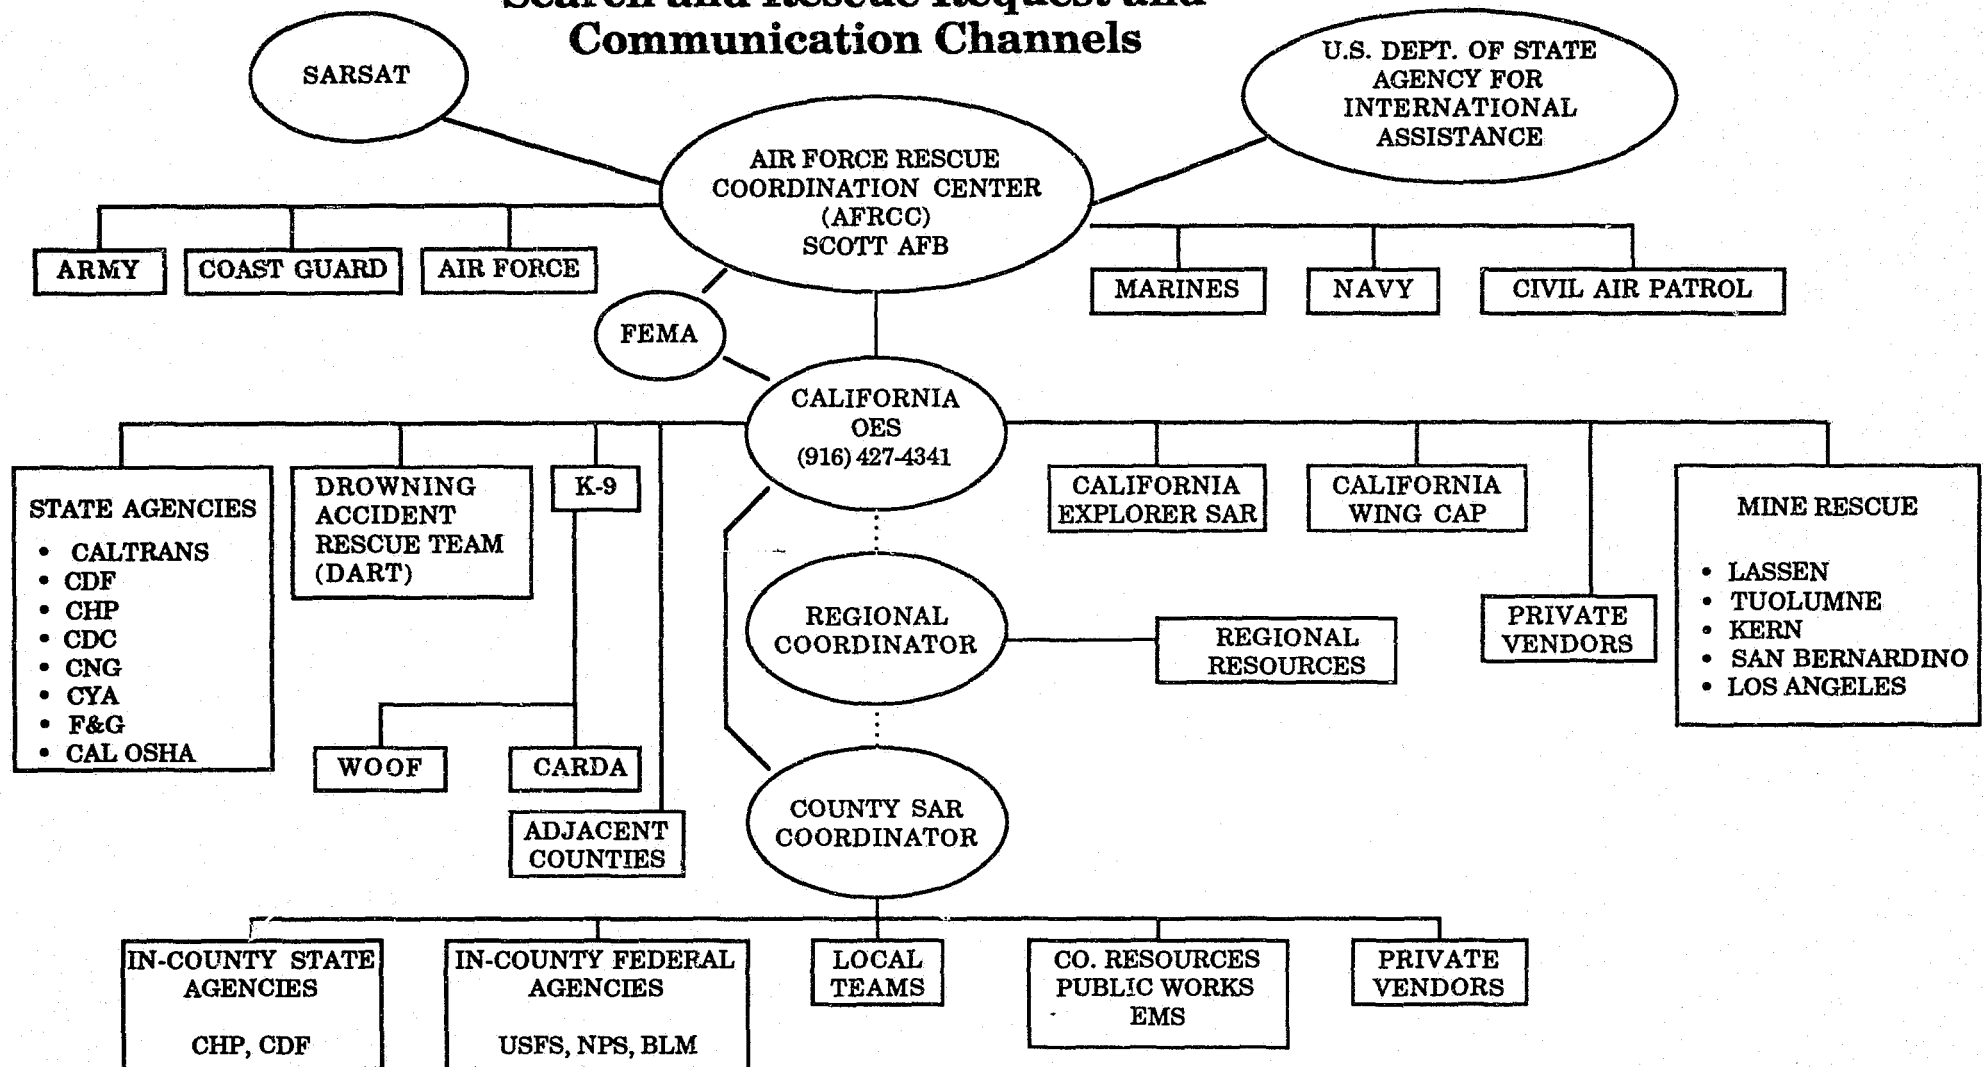 Search and Rescue Request and
Communication Channels
SARSAT
U.S. DEPT. OF STATE
AGENCY FOR
INTERNATIONAL
ASSISTANCE
AIR FORCE RESCUE
COORDINATION CENTER
(AFRCC)
SCOTT AFB
ARMY
COAST GUARD
AIR FORCE
MARINES
NAVY
CIVIL AIR PATROL
FEMA
CALIFORNIA
OES
(916) 427-4341
STATE AGENCIES
• CALTRANS
• CDF
• CHP
• CDC
• CNG
• CYA
• F&G
• CAL OSHA
DROWNING
ACCIDENT
RESCUE TEAM
(DART)
K-9
CALIFORNIA
EXPLORER SAR
CALIFORNIA
WING CAP
PRIVATE
VENDORS
MINE RESCUE
• LASSEN
• TUOLUMNE
• KERN
• SAN BERNARDINO
• LOS ANGELES
REGIONAL
COORDINATOR
REGIONAL
RESOURCES
WOOF
CARDA
ADJACENT
COUNTIES
COUNTY SAR
COORDINATOR
IN-COUNTY STATE
AGENCIES
CHP, CDF
IN-COUNTY FEDERAL
AGENCIES
USFS, NPS, BLM
LOCAL
TEAMS
CO. RESOURCES
PUBLIC WORKS
EMS
PRIVATE
VENDORS